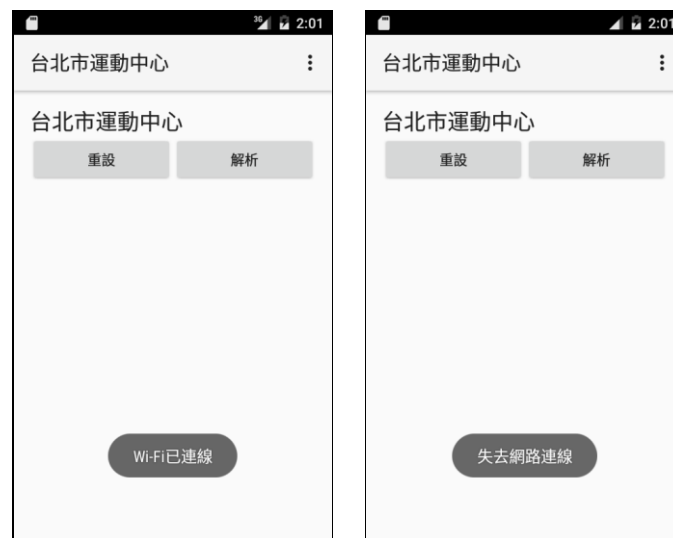 3G 2:01
台北市運動中心
台北市運動中心
重設 解析
Wi-Fi已連線
2:01
台北市運動中心
台北市運動中心
重設 解析
失去網路連線